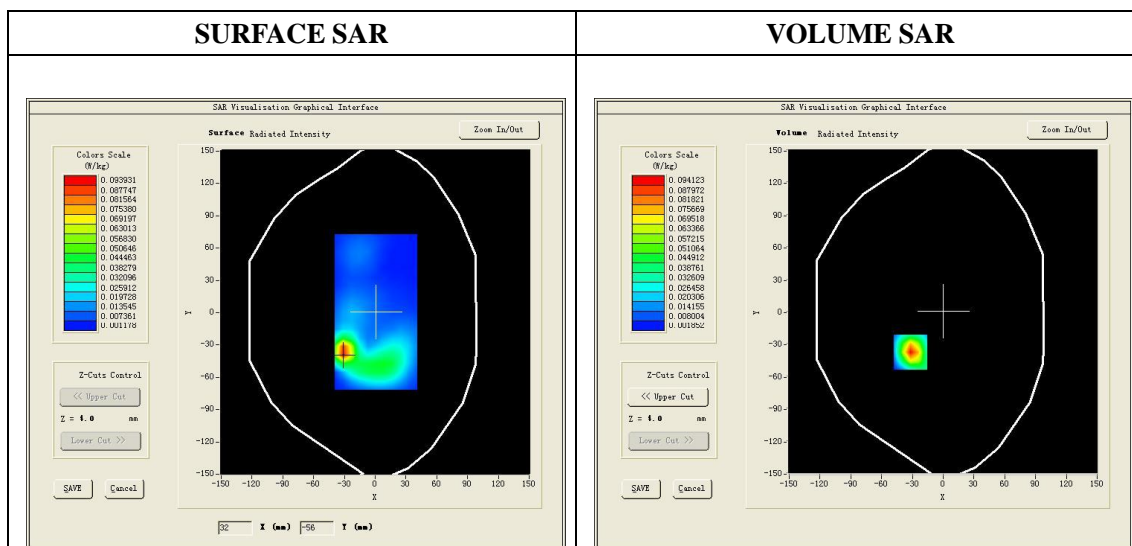 SURFACE SAR
VOLUME SAR
SAR Visualisation Graphical Interface
Surface Radiated Intensity
Zoom In/Out
Colors Scale
(W/kg)
0.093931
0.087747
0.081564
0.075380
0.069197
0.063013
0.056830
0.050646
0.044463
0.038279
0.032096
0.025912
0.019728
0.013545
0.007361
0.001178
Z-Cuts Control
<< Upper Cut
Z = 4.0 mm
Lower Cut >>
SAVE Cancel
150
120
90
60
30
0
-30
-60
-90
-120
-150
Y
-150 -120 -90 -60 -30 0 30 60 90 120 150
X
32 X (mm) -56 Y (mm)
SAR Visualisation Graphical Interface
Volume Radiated Intensity
Zoom In/Out
Colors Scale
(W/kg)
0.094123
0.087972
0.081821
0.075669
0.069518
0.063366
0.057215
0.051064
0.044912
0.038761
0.032609
0.026458
0.020306
0.014155
0.008004
0.001852
Z-Cuts Control
<< Upper Cut
Z = 4.0 mm
Lower Cut >>
SAVE Cancel
150
120
90
60
30
0
-30
-60
-90
-120
-150
Y
-150 -120 -90 -60 -30 0 30 60 90 120 150
X